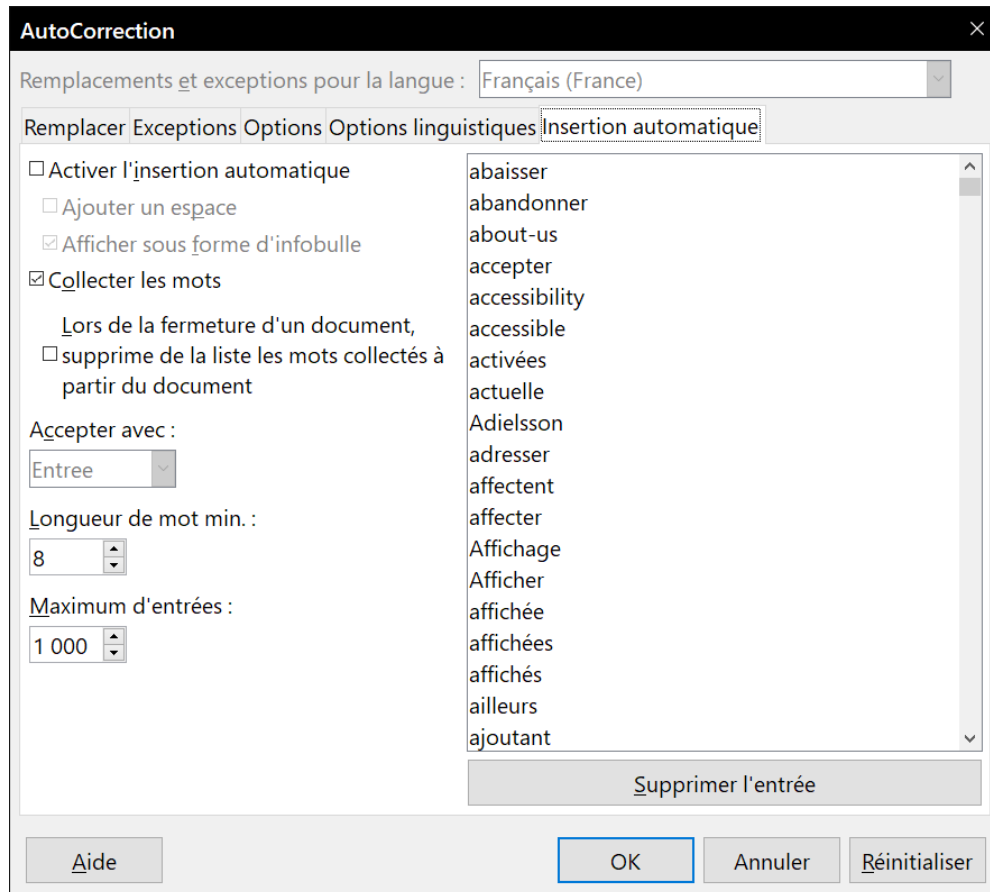 AutoCorrection
Remplacements et exceptions pour la langue : Français (France)
Remplacer Exceptions Options Options linguistiques Insertion automatique
Activer l'insertion automatique
Ajouter un espace
Afficher sous forme d'infobulle
Collecter les mots
Lors de la fermeture d'un document,
supprime de la liste les mots collectés à
partir du document
Accepter avec :
Entree
Longueur de mot min. :
8
Maximum d'entrées :
1 000
abaisser
abandonner
about-us
accepter
accessibility
accessible
activées
actuelle
Adielsson
adresser
affectent
affecter
Affichage
Afficher
affichée
affichées
affichés
ailleurs
ajoutant
Supprimer l'entrée
Aide OK Annuler Réinitialiser